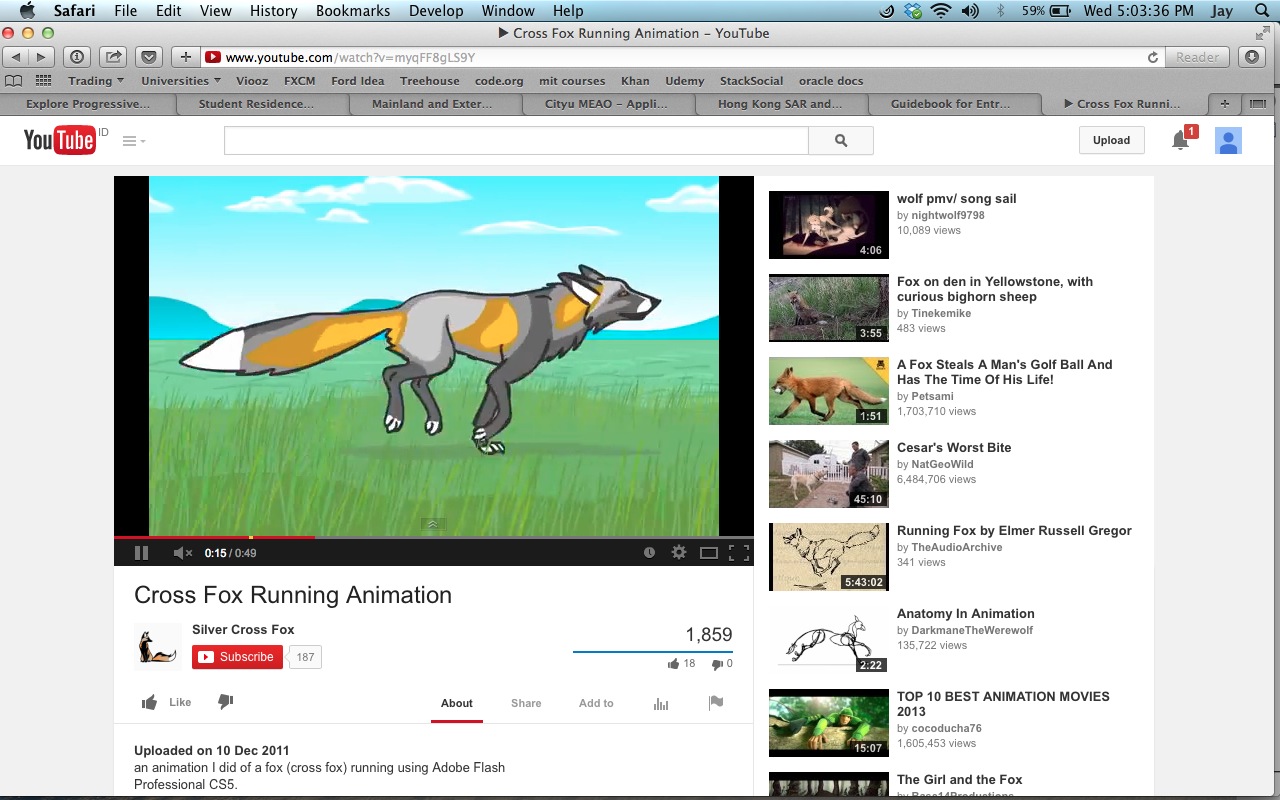 Safari File Edit View History Bookmarks Develop Window Help 59% Wed 5:03:36 PM Jay
▶ Cross Fox Running Animation – YouTube
www.youtube.com/watch?v=myqFF8gLS9Y Reader
Trading Universities Viooz FXCM Ford Idea Treehouse code.org mit courses Khan Udemy StackSocial oracle docs
Explore Progressive... Student Residence... Mainland and Exter... Cityu MEAO – Appli... Hong Kong SAR and... Guidebook for Entr... ▶ Cross Fox Runni...
YouTube ID Upload 1
wolf pmv/ song sail
by nightwolf9798
10,089 views
4:06
Fox on den in Yellowstone, with
curious bighorn sheep
by Tinekemike
483 views
3:55
A Fox Steals A Man's Golf Ball And
Has The Time Of His Life!
by Petsami
1,703,710 views
1:51
Cesar's Worst Bite
by NatGeoWild
6,484,706 views
45:10
Running Fox by Elmer Russell Gregor
by TheAudioArchive
341 views
5:43:02
Anatomy In Animation
by DarkmaneTheWerewolf
135,722 views
2:22
TOP 10 BEST ANIMATION MOVIES
2013
by cocoducha76
1,605,453 views
15:07
The Girl and the Fox
by Base14Productions
0:15 / 0:49
Cross Fox Running Animation
Silver Cross Fox
Subscribe 187
1,859
18 0
Like
About Share Add to
Uploaded on 10 Dec 2011
an animation I did of a fox (cross fox) running using Adobe Flash
Professional CS5.